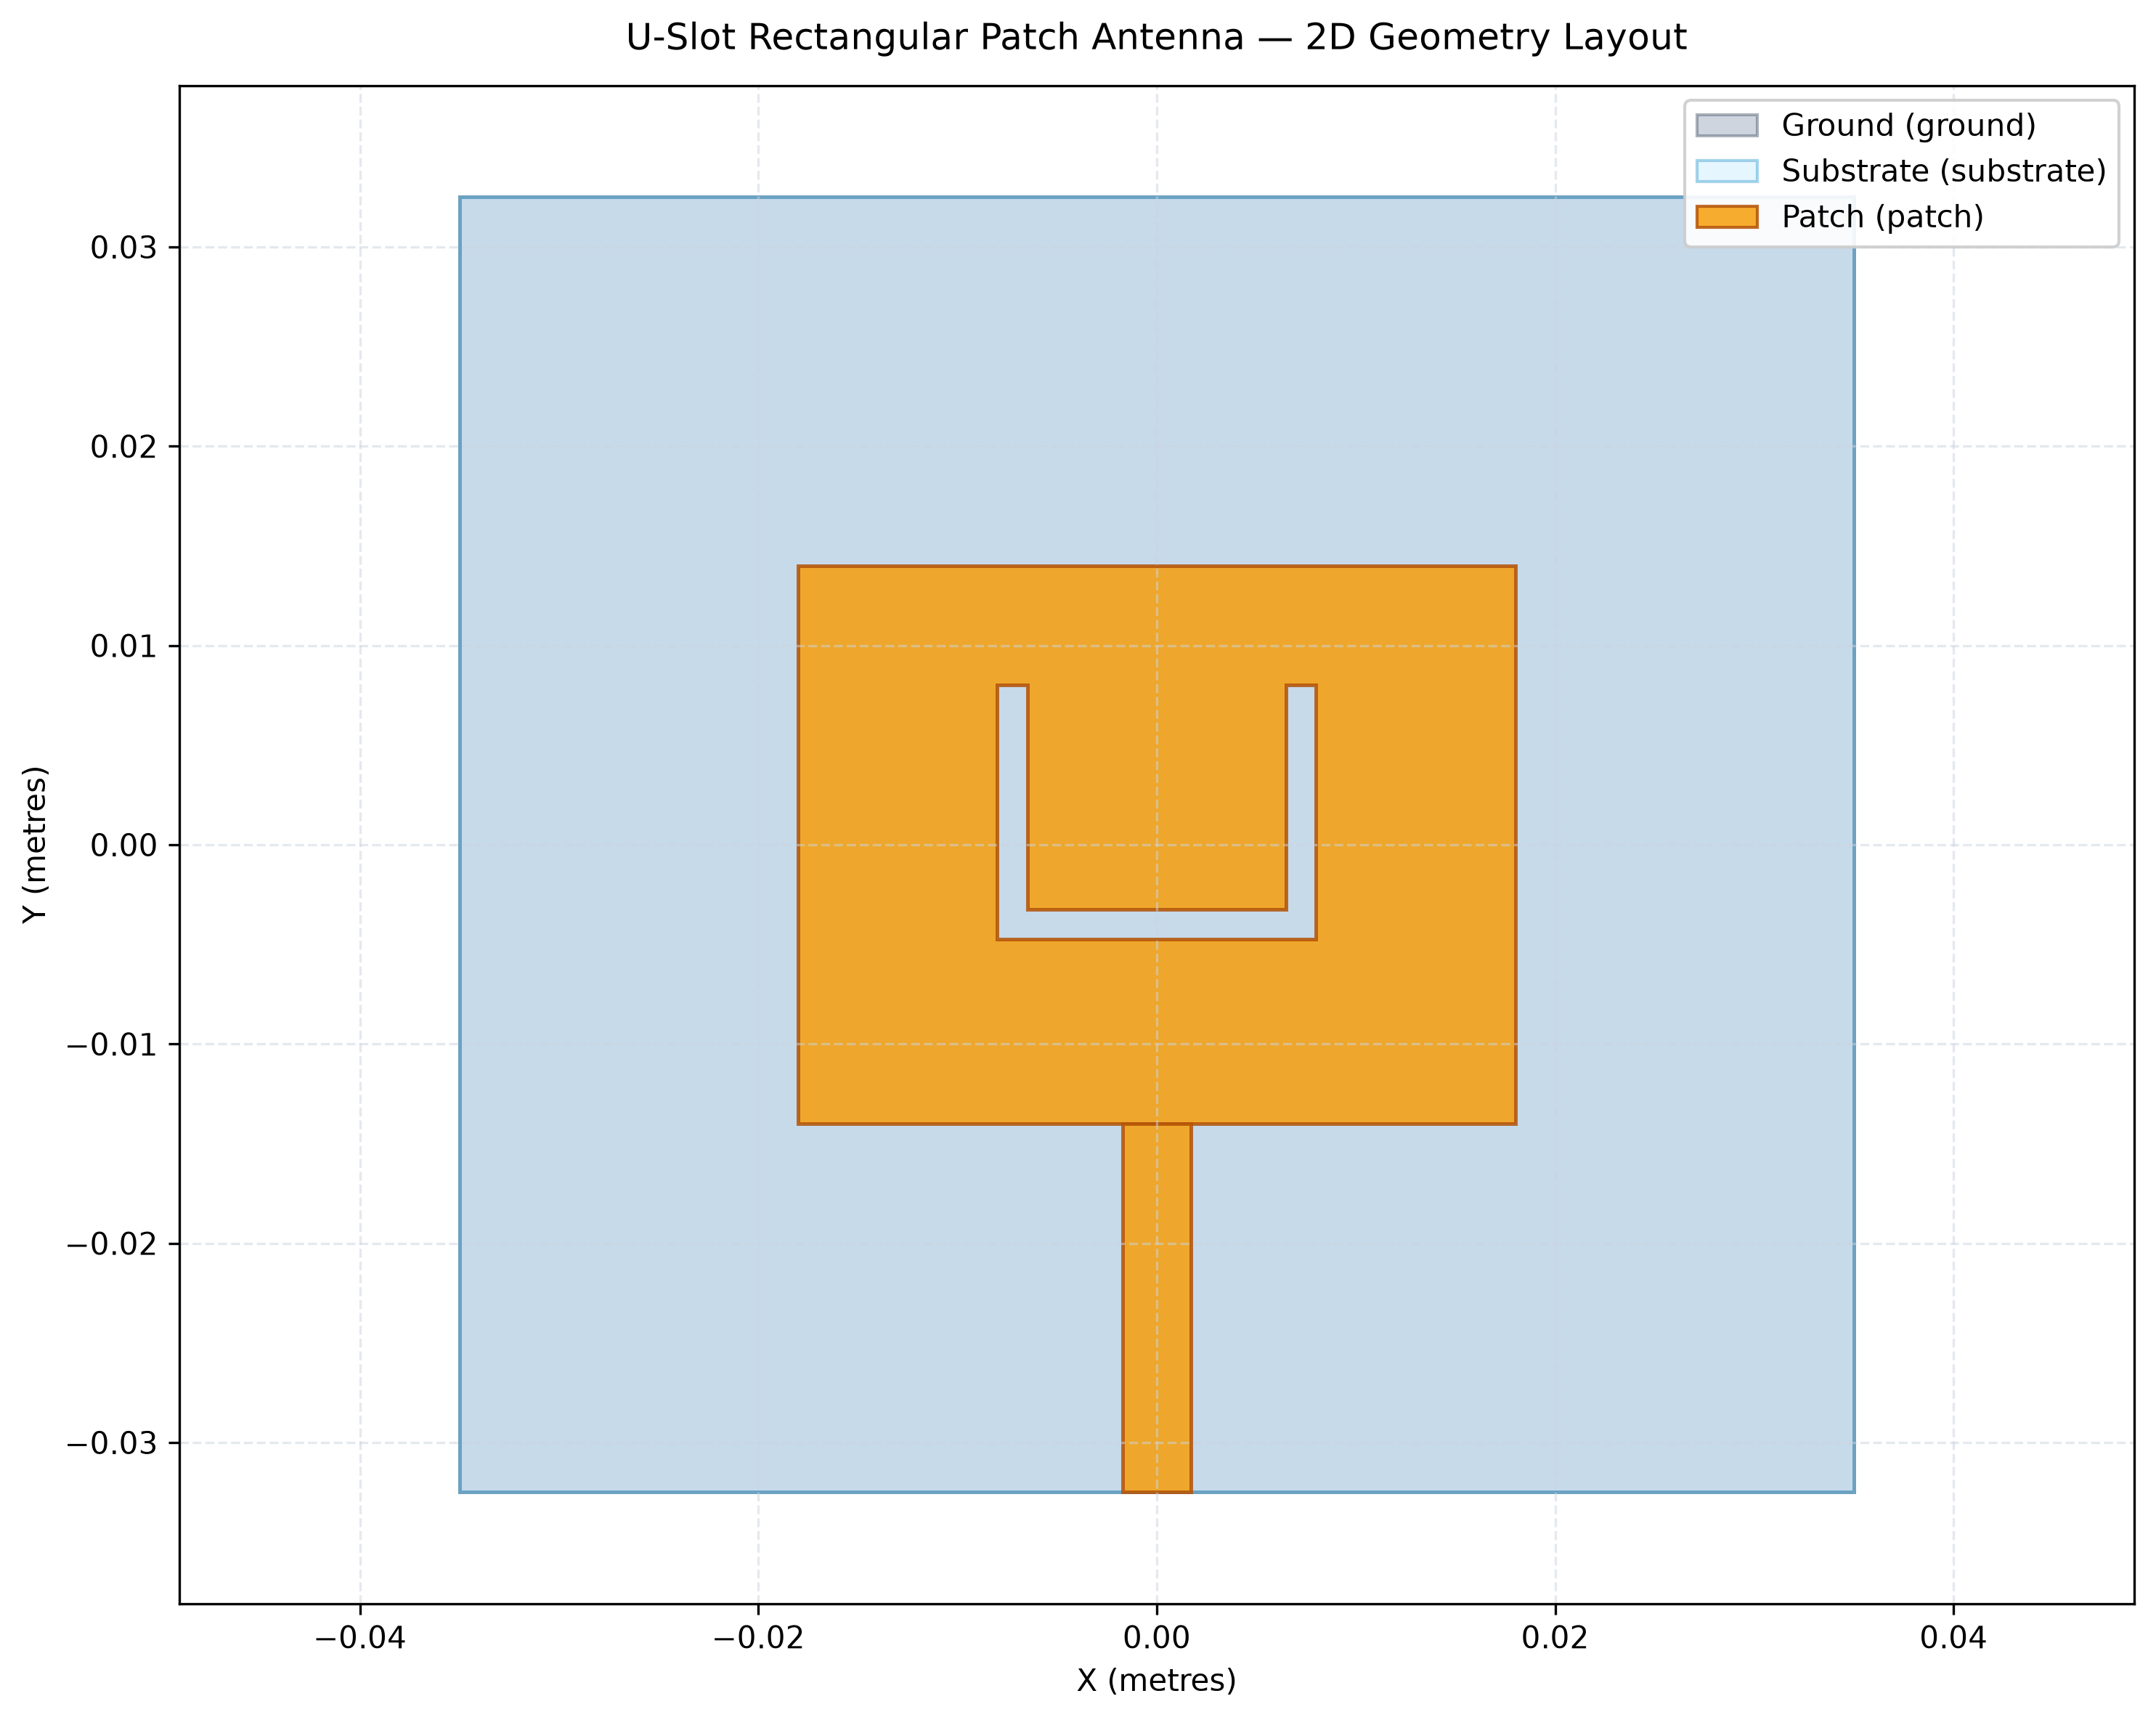 U-Slot Rectangular Patch Antenna — 2D Geometry Layout
Ground (ground)
Substrate (substrate)
Patch (patch)
0.03
0.02
0.01
0.00
−0.01
−0.02
−0.03
Y (metres)
−0.04
−0.02
0.00
0.02
0.04
X (metres)